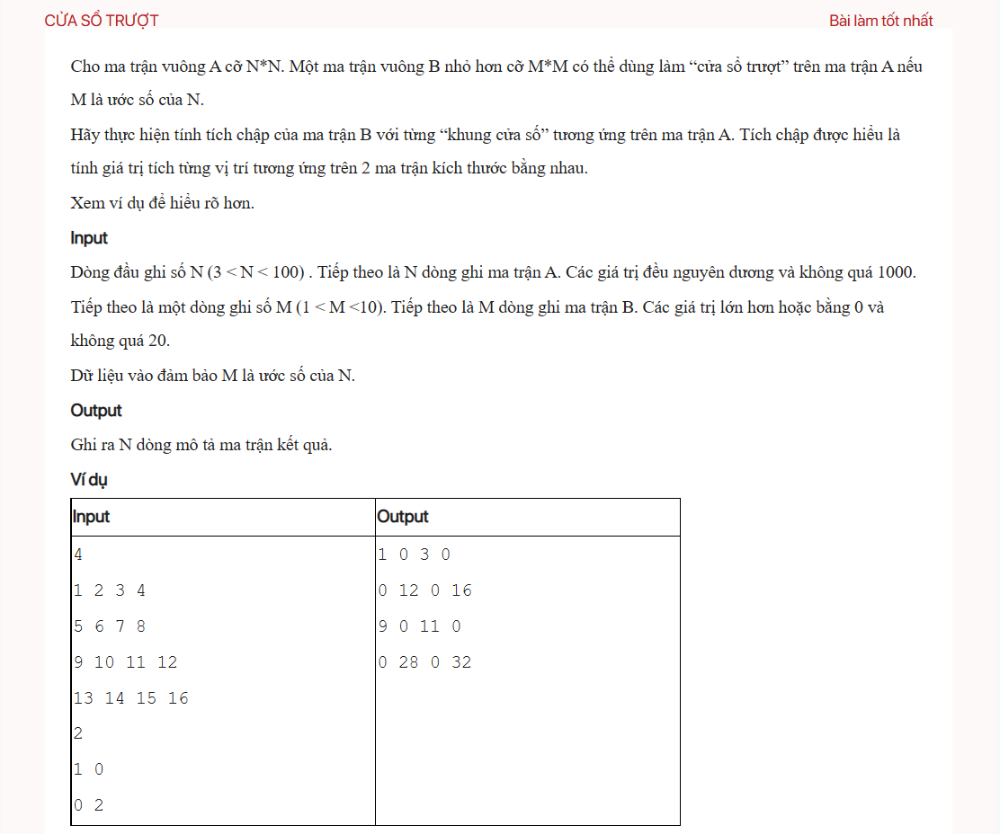 CỬA SỔ TRƯỢT
Bài làm tốt nhất
Cho ma trận vuông A cỡ N*N. Một ma trận vuông B nhỏ hơn cỡ M*M có thể dùng làm “cửa sổ trượt” trên ma trận A nếu
M là ước số của N.
Hãy thực hiện tính tích chập của ma trận B với từng “khung cửa sổ” tương ứng trên ma trận A. Tích chập được hiểu là
tính giá trị tích từng vị trí tương ứng trên 2 ma trận kích thước bằng nhau.
Xem ví dụ để hiểu rõ hơn.
Input
Dòng đầu ghi số N (3 < N < 100) . Tiếp theo là N dòng ghi ma trận A. Các giá trị đều nguyên dương và không quá 1000.
Tiếp theo là một dòng ghi số M (1 < M <10). Tiếp theo là M dòng ghi ma trận B. Các giá trị lớn hơn hoặc bằng 0 và
không quá 20.
Dữ liệu vào đảm bảo M là ước số của N.
Output
Ghi ra N dòng mô tả ma trận kết quả.
Ví dụ
Input
4
1 2 3 4
5 6 7 8
9 10 11 12
13 14 15 16
2
1 0
0 2
Output
1 0 3 0
0 12 0 16
9 0 11 0
0 28 0 32